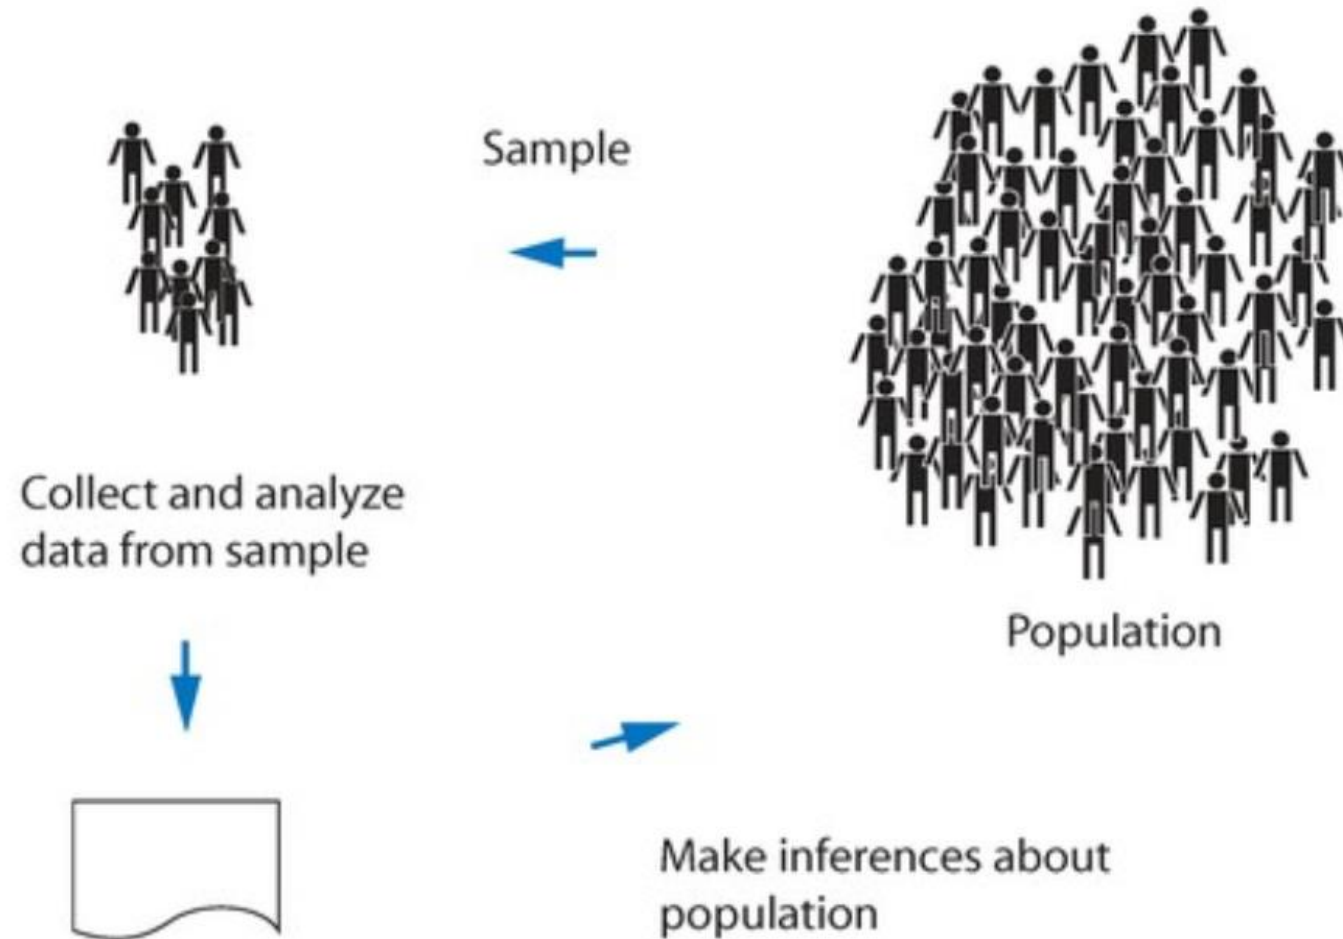 Sample
Collect and analyze
data from sample
Population
Make inferences about
population